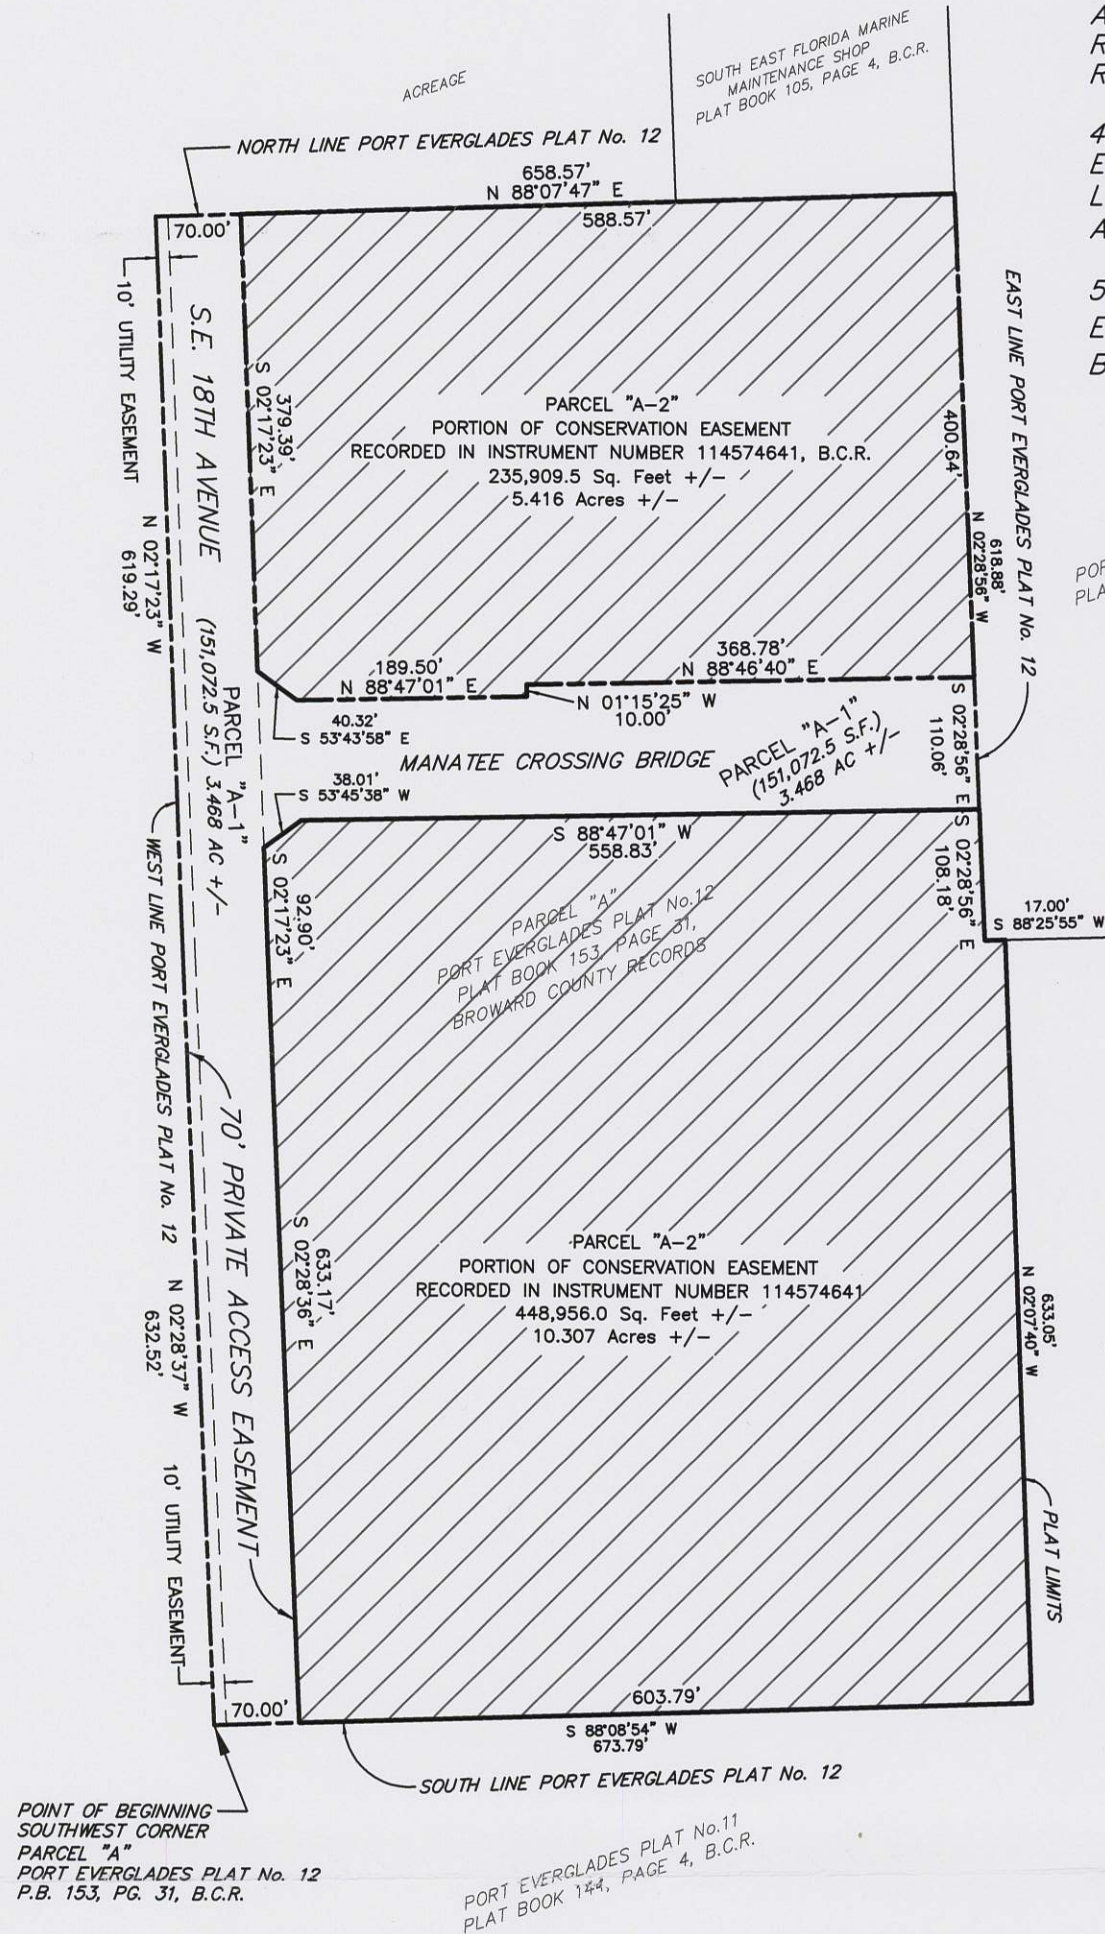 ACREAGE
SOUTH EAST FLORIDA MARINE
MAINTENANCE SHOP
PLAT BOOK 105, PAGE 4, B.C.R.
A
R
R
4
E
L
A
5
E
B
NORTH LINE PORT EVERGLADES PLAT No. 12
658.57'
N 88°07'47" E
588.57'
70.00'
10' UTILITY EASEMENT
S.E. 18TH AVENUE
379.39'
S 02°17'23" E
PARCEL "A-2"
PORTION OF CONSERVATION EASEMENT
RECORDED IN INSTRUMENT NUMBER 114574641, B.C.R.
235,909.5 Sq. Feet +/-
5.416 Acres +/-
400.64'
EAST LINE PORT EVERGLADES PLAT No. 12
618.88'
N 02°28'56" W
POR
PLA
N 02°17'23" W
619.29'
PARCEL "A-1"
(151,072.5 S.F.) 3.468 AC +/-
189.50'
N 88°47'01" E
368.78'
N 88°46'40" E
N 01°15'25" W
10.00'
40.32'
S 53°43'58" E
MANATEE CROSSING BRIDGE
PARCEL "A-1"
(151,072.5 S.F.)
3.468 AC +/-
S 02°28'56" E
110.06'
38.01'
S 53°45'38" W
S 88°47'01" W
558.83'
S 02°28'56" E
108.18'
17.00'
S 88°25'55" W
92.90'
S 02°17'23" E
PARCEL "A"
PORT EVERGLADES PLAT No.12
PLAT BOOK 153, PAGE 31,
BROWARD COUNTY RECORDS
WEST LINE PORT EVERGLADES PLAT No. 12
70' PRIVATE ACCESS EASEMENT
633.17'
S 02°28'36" E
PARCEL "A-2"
PORTION OF CONSERVATION EASEMENT
RECORDED IN INSTRUMENT NUMBER 114574641
448,956.0 Sq. Feet +/-
10.307 Acres +/-
633.05'
N 02°07'40" W
N 02°28'37" W
632.52'
10' UTILITY EASEMENT
PLAT LIMITS
70.00'
603.79'
S 88°08'54" W
673.79'
SOUTH LINE PORT EVERGLADES PLAT No. 12
POINT OF BEGINNING
SOUTHWEST CORNER
PARCEL "A"
PORT EVERGLADES PLAT No. 12
P.B. 153, PG. 31, B.C.R.
PORT EVERGLADES PLAT No.11
PLAT BOOK 144, PAGE 4, B.C.R.